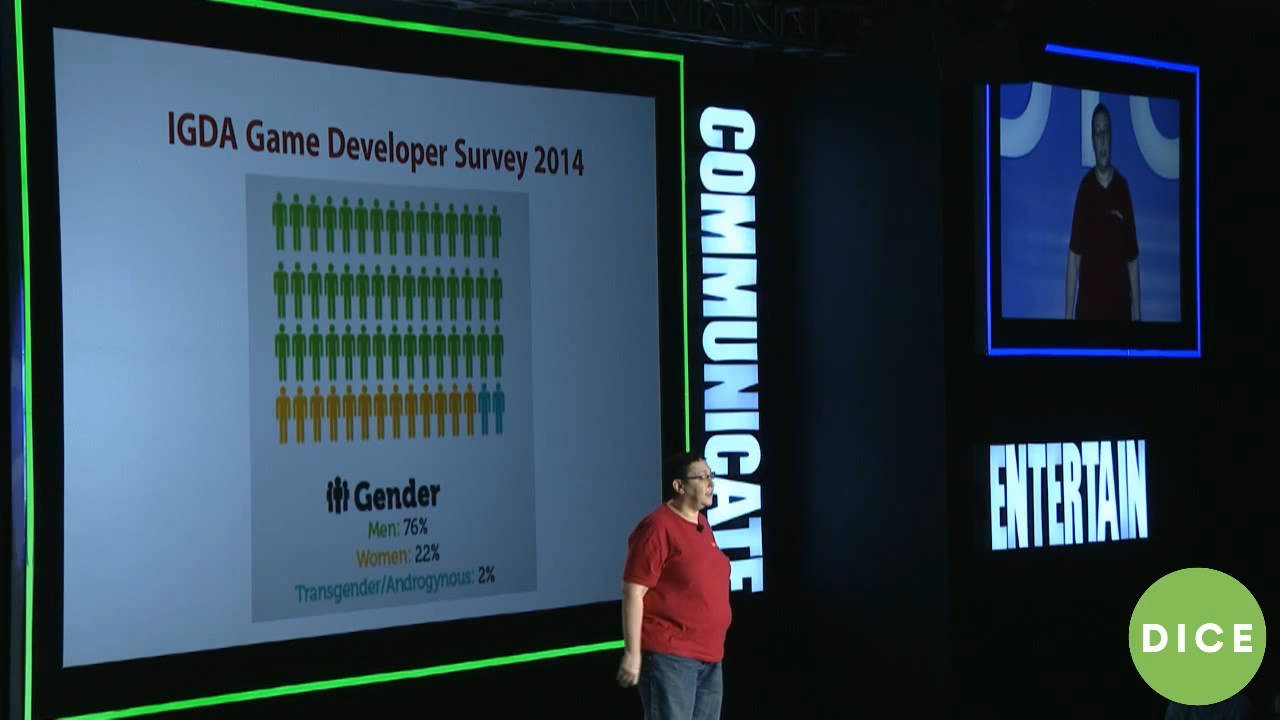 IGDA Game Developer Survey 2014
Gender
Men: 76%
Women: 22%
Transgender/Androgynous: 2%
COMMUNICATE
ENTERTAIN
DICE